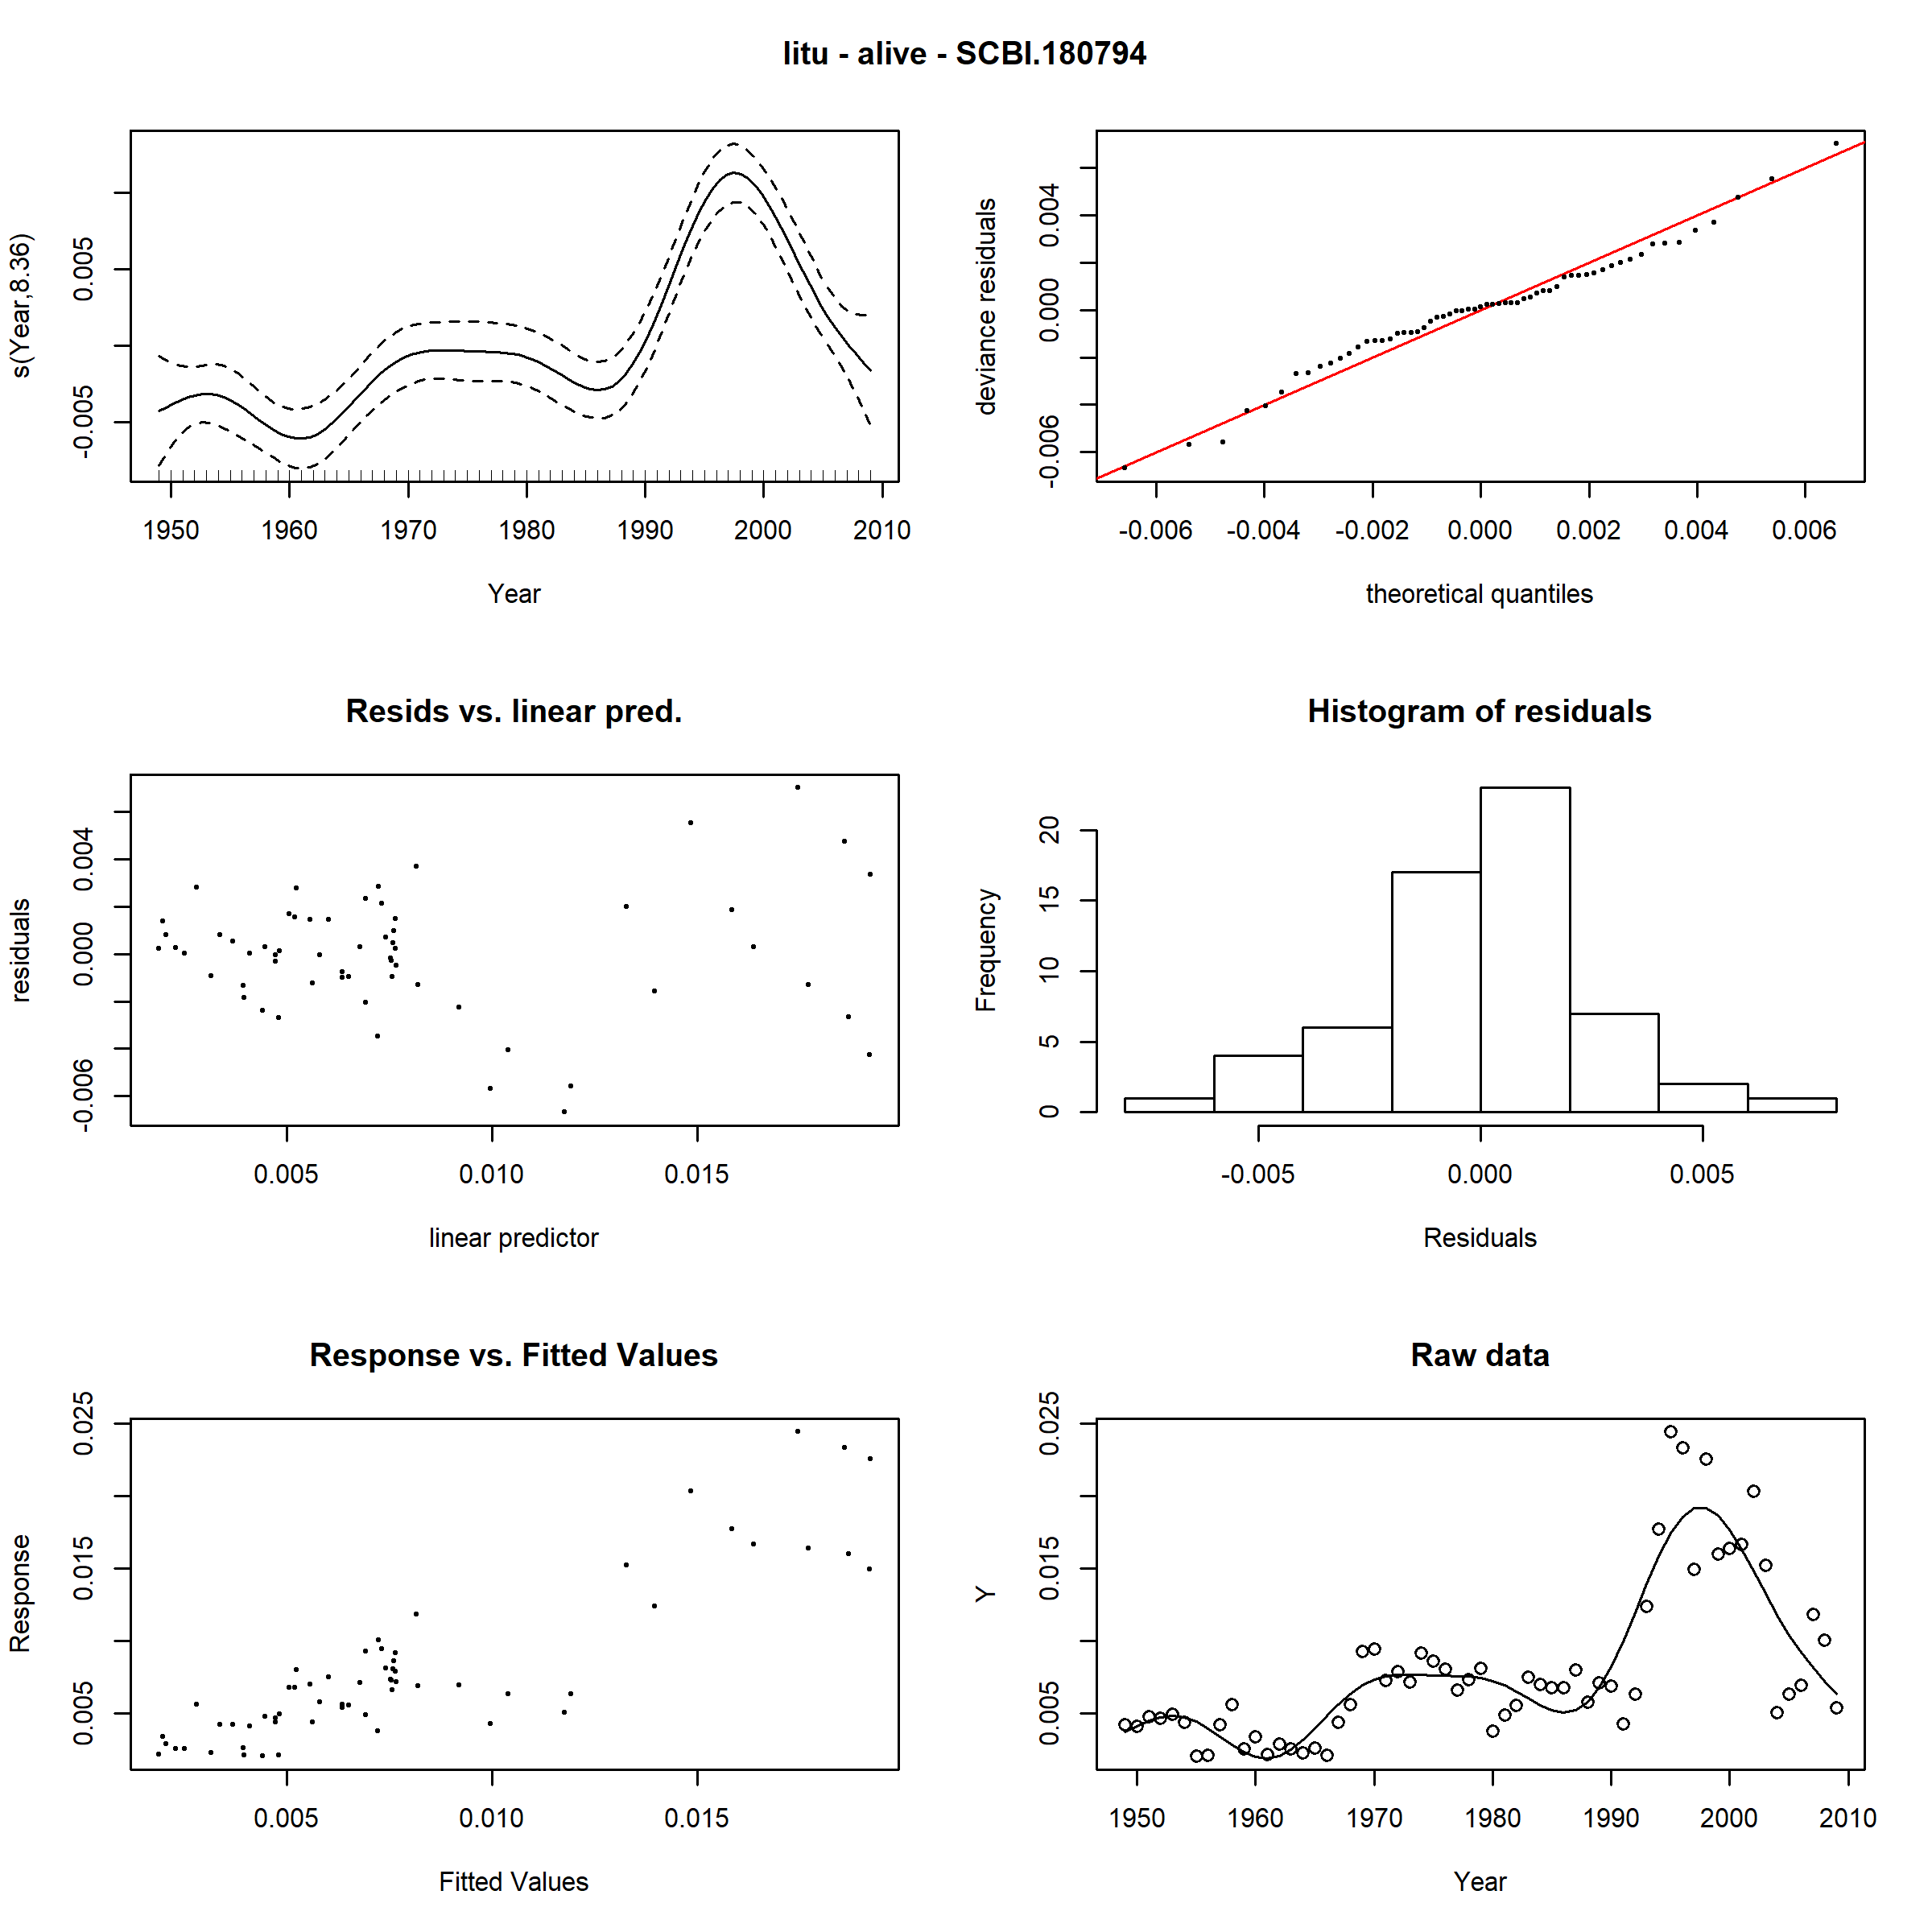 litu - alive - SCBI.180794
s(Year,8.36)
-0.005
0.005
1950 1960 1970 1980 1990 2000 2010
Year
deviance residuals
-0.006
0.000
0.004
-0.006 -0.004 -0.002 0.000 0.002 0.004 0.006
theoretical quantiles
Resids vs. linear pred.
residuals
-0.006
0.000
0.004
0.005 0.010 0.015
linear predictor
Histogram of residuals
Frequency
0
5
10
15
20
-0.005 0.000 0.005
Residuals
Response vs. Fitted Values
Response
0.005
0.015
0.025
0.005 0.010 0.015
Fitted Values
Raw data
Y
0.005
0.015
0.025
1950 1960 1970 1980 1990 2000 2010
Year